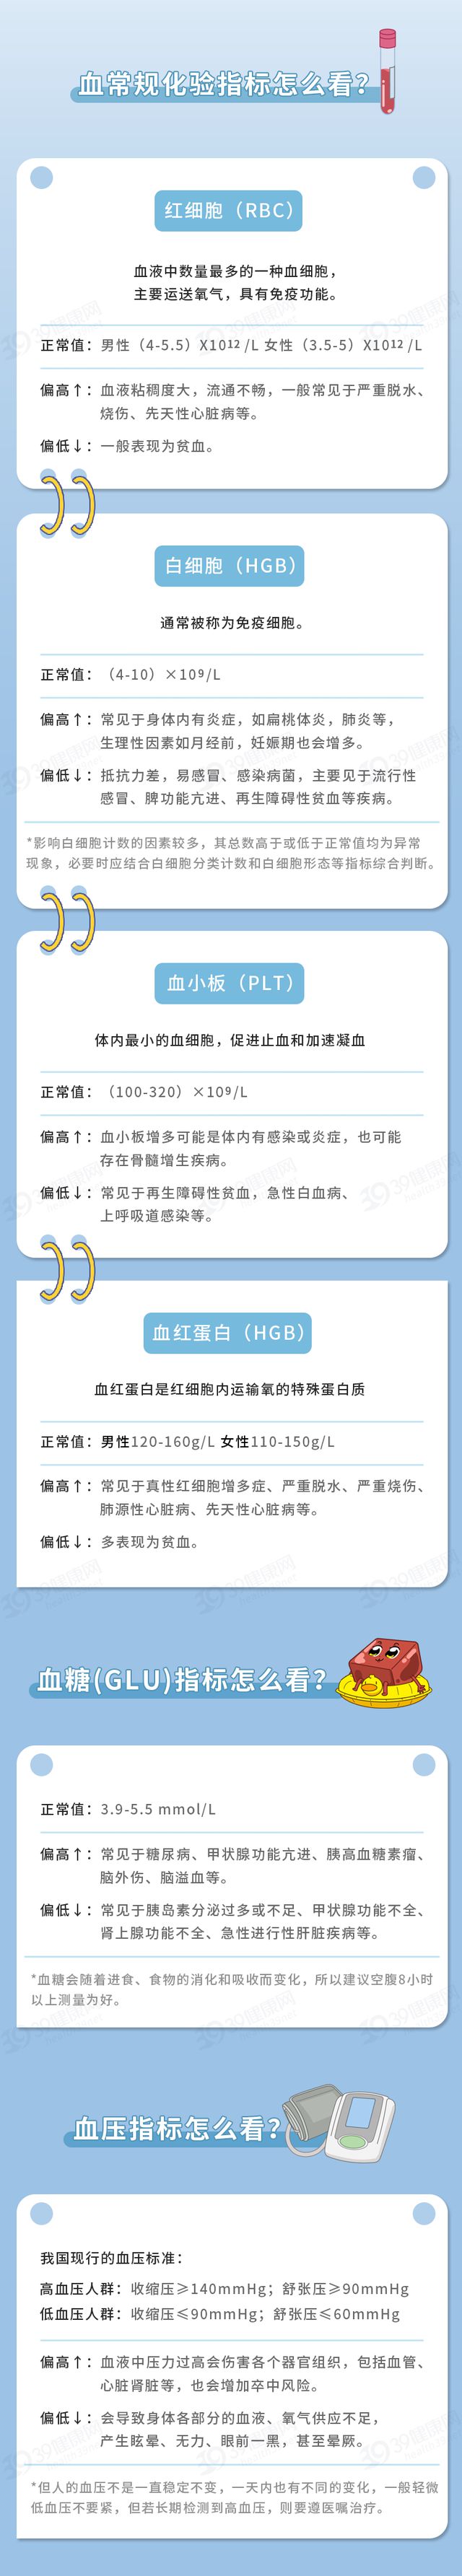 血常规化验指标怎么看?
红细胞（RBC）
血液中数量最多的一种血细胞，
主要运送氧气，具有免疫功能。
正常值：男性（4-5.5）X10¹² /L 女性（3.5-5）X10¹² /L
偏高↑：血液粘稠度大，流通不畅，一般常见于严重脱水、
烧伤、先天性心脏病等。
偏低↓：一般表现为贫血。
白细胞（HGB）
通常被称为免疫细胞。
正常值：（4-10）×10⁹/L
偏高↑：常见于身体内有炎症，如扁桃体炎，肺炎等，
生理性因素如月经前，妊娠期也会增多。
偏低↓：抵抗力差，易感冒、感染病菌，主要见于流行性
感冒、脾功能亢进、再生障碍性贫血等疾病。
*影响白细胞计数的因素较多，其总数高于或低于正常值均为异常
现象，必要时应结合白细胞分类计数和白细胞形态等指标综合判断。
血小板（PLT）
体内最小的血细胞，促进止血和加速凝血
正常值：（100-320）×10⁹/L
偏高↑：血小板增多可能是体内有感染或炎症，也可能
存在骨髓增生疾病。
偏低↓：常见于再生障碍性贫血，急性白血病、
上呼吸道感染等。
血红蛋白（HGB）
血红蛋白是红细胞内运输氧的特殊蛋白质
正常值：男性120-160g/L 女性110-150g/L
偏高↑：常见于真性红细胞增多症、严重脱水、严重烧伤、
肺源性心脏病、先天性心脏病等。
偏低↓：多表现为贫血。
血糖(GLU)指标怎么看?
正常值：3.9-5.5 mmol/L
偏高↑：常见于糖尿病、甲状腺功能亢进、胰高血糖素瘤、
脑外伤、脑溢血等。
偏低↓：常见于胰岛素分泌过多或不足、甲状腺功能不全、
肾上腺功能不全、急性进行性肝脏疾病等。
*血糖会随着进食、食物的消化和吸收而变化，所以建议空腹8小时
以上测量为好。
血压指标怎么看?
我国现行的血压标准：
高血压人群：收缩压≥140mmHg；舒张压≥90mmHg
低血压人群：收缩压≤90mmHg；舒张压≤60mmHg
偏高↑：血液中压力过高会伤害各个器官组织，包括血管、
心脏肾脏等，也会增加卒中风险。
偏低↓：会导致身体各部分的血液、氧气供应不足，
产生眩晕、无力、眼前一黑，甚至晕厥。
*但人的血压不是一直稳定不变，一天内也有不同的变化，一般轻微
低血压不要紧，但若长期检测到高血压，则要遵医嘱治疗。
39健康网